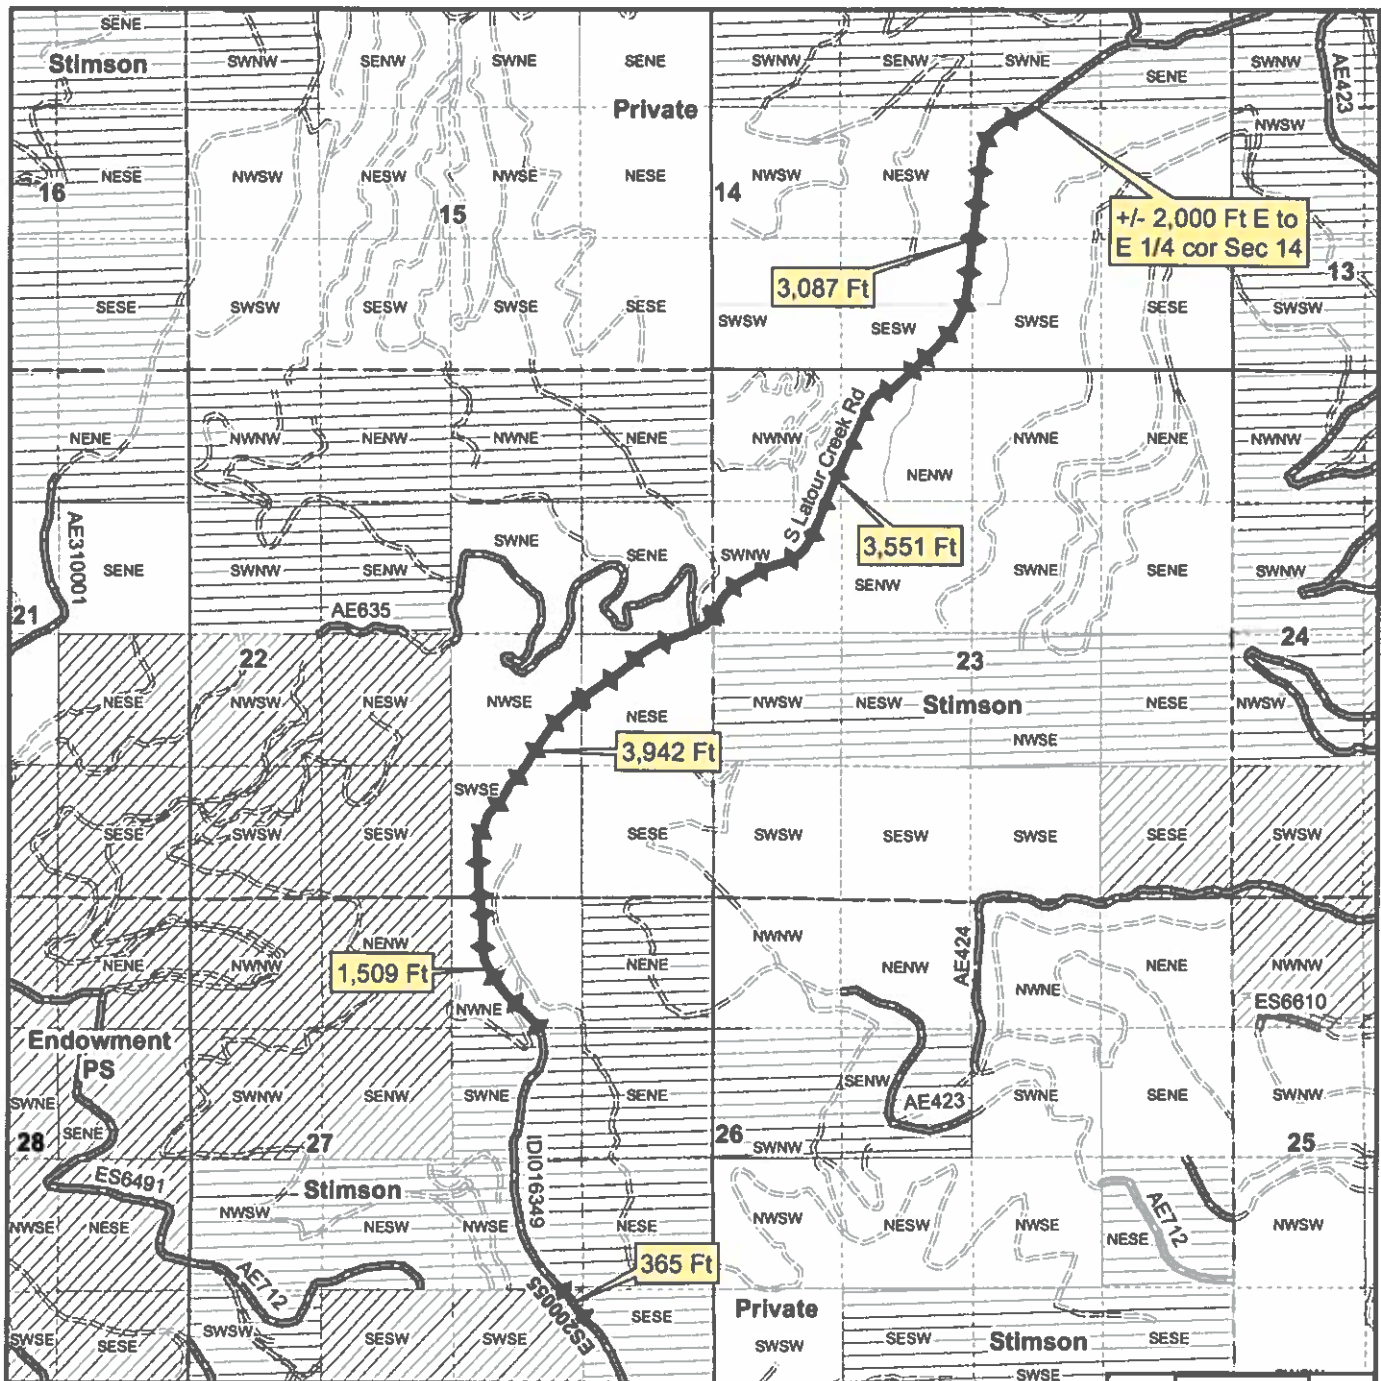 SENE
Stimson
SWNW
SENW
SWNE
SENE
SWNW
SENW
SWNE
SENE
SWNW
AE423
Private
NWSW
NESE
NWSW
NESW
NWSE
NESE
NWSW
NESW
16
15
14
+/- 2,000 Ft E to
E 1/4 cor Sec 14
13
3,087 Ft
SESE
SWSW
SESW
SWSE
SESE
SWSW
SESW
SWSE
SESE
SWSW
S Latour Creek Rd
NENE
NWNW
NENW
NWNE
NENE
NWNW
NENW
NWNE
NENE
NWNW
3,551 Ft
AE310001
SENE
SWNW
SENW
SWNE
SENE
SWNW
SENW
SWNE
SENE
SWNW
21
AE635
22
23
24
NESE
NWSW
NESW
NWSE
NESE
NWSW
NESW
Stimson
NWSE
NESE
NWSW
3,942 Ft
SWSE
SESE
SWSW
SESW
SESE
SWSW
SESW
SWSE
SESE
SWSW
NENW
NENE
NWNW
1,509 Ft
NWNE
NENE
NWNW
NENW
AE424
NWNE
NENE
NWNW
ES6610
Endowment
PS
SWNE
SENE
SWNW
SENW
SWNE
SENE
SENW
AE423
SWNE
SENE
SWNW
28
27
26
SWNW
25
ES6491
Stimson
IDI016349
NWSE
NESE
NWSW
NESW
NWSE
NESE
NWSW
NESW
NWSE
NESE
AE712
NWSW
AE712
365 Ft
ES200055
Private
SWSE
SESE
SWSW
SESW
SWSE
SESE
SWSW
SESW
Stimson
SESE
SWSE